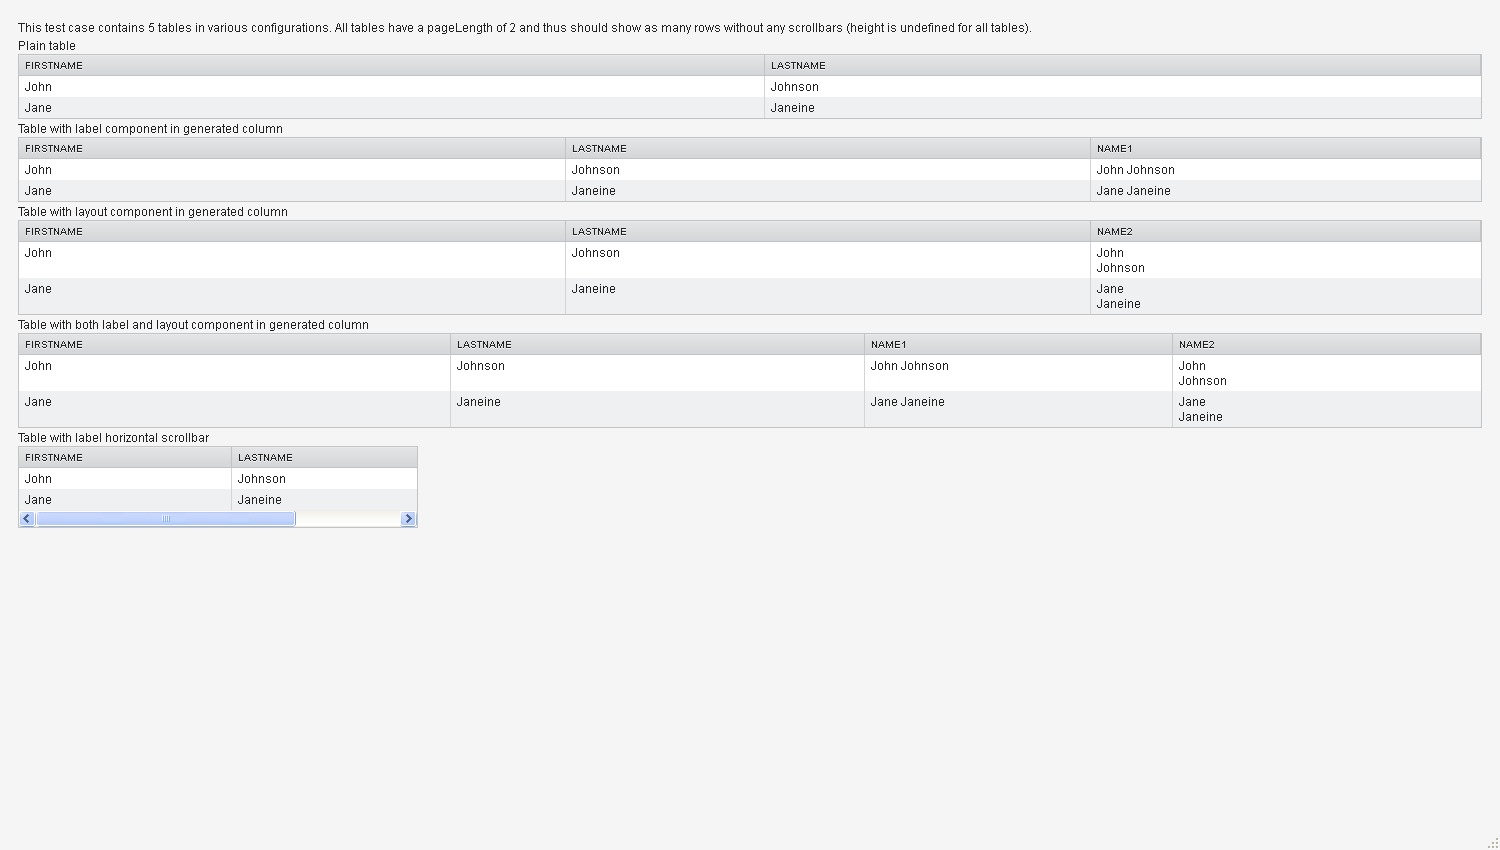 This test case contains 5 tables in various configurations. All tables have a pageLength of 2 and thus should show as many rows without any scrollbars (height is undefined for all tables).
Plain table
FIRSTNAME LASTNAME
John Johnson
Jane Janeine
Table with label component in generated column
FIRSTNAME LASTNAME NAME1
John Johnson John Johnson
Jane Janeine Jane Janeine
Table with layout component in generated column
FIRSTNAME LASTNAME NAME2
John Johnson John
Johnson
Jane Janeine Jane
Janeine
Table with both label and layout component in generated column
FIRSTNAME LASTNAME NAME1 NAME2
John Johnson John Johnson John
Johnson
Jane Janeine Jane Janeine Jane
Janeine
Table with label horizontal scrollbar
FIRSTNAME LASTNAME
John Johnson
Jane Janeine